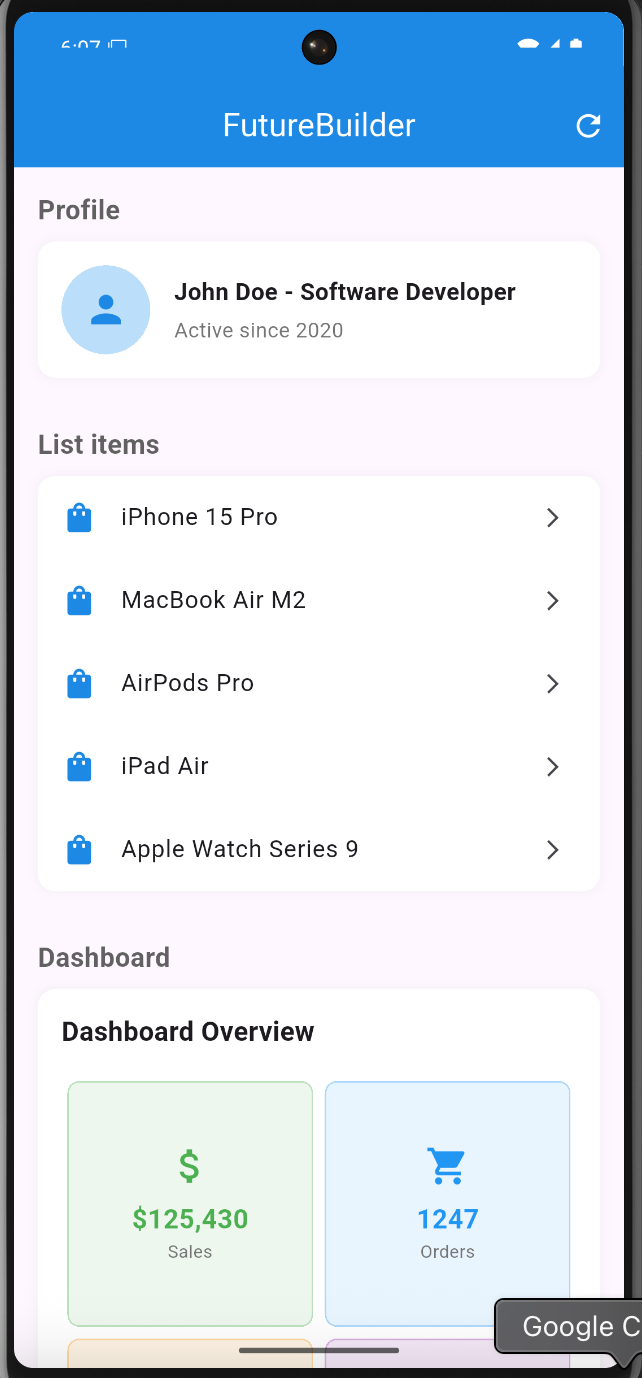 6:07
FutureBuilder
Profile
John Doe - Software Developer
Active since 2020
List items
iPhone 15 Pro
MacBook Air M2
AirPods Pro
iPad Air
Apple Watch Series 9
Dashboard
Dashboard Overview
$
$125,430
Sales
1247
Orders
Google C